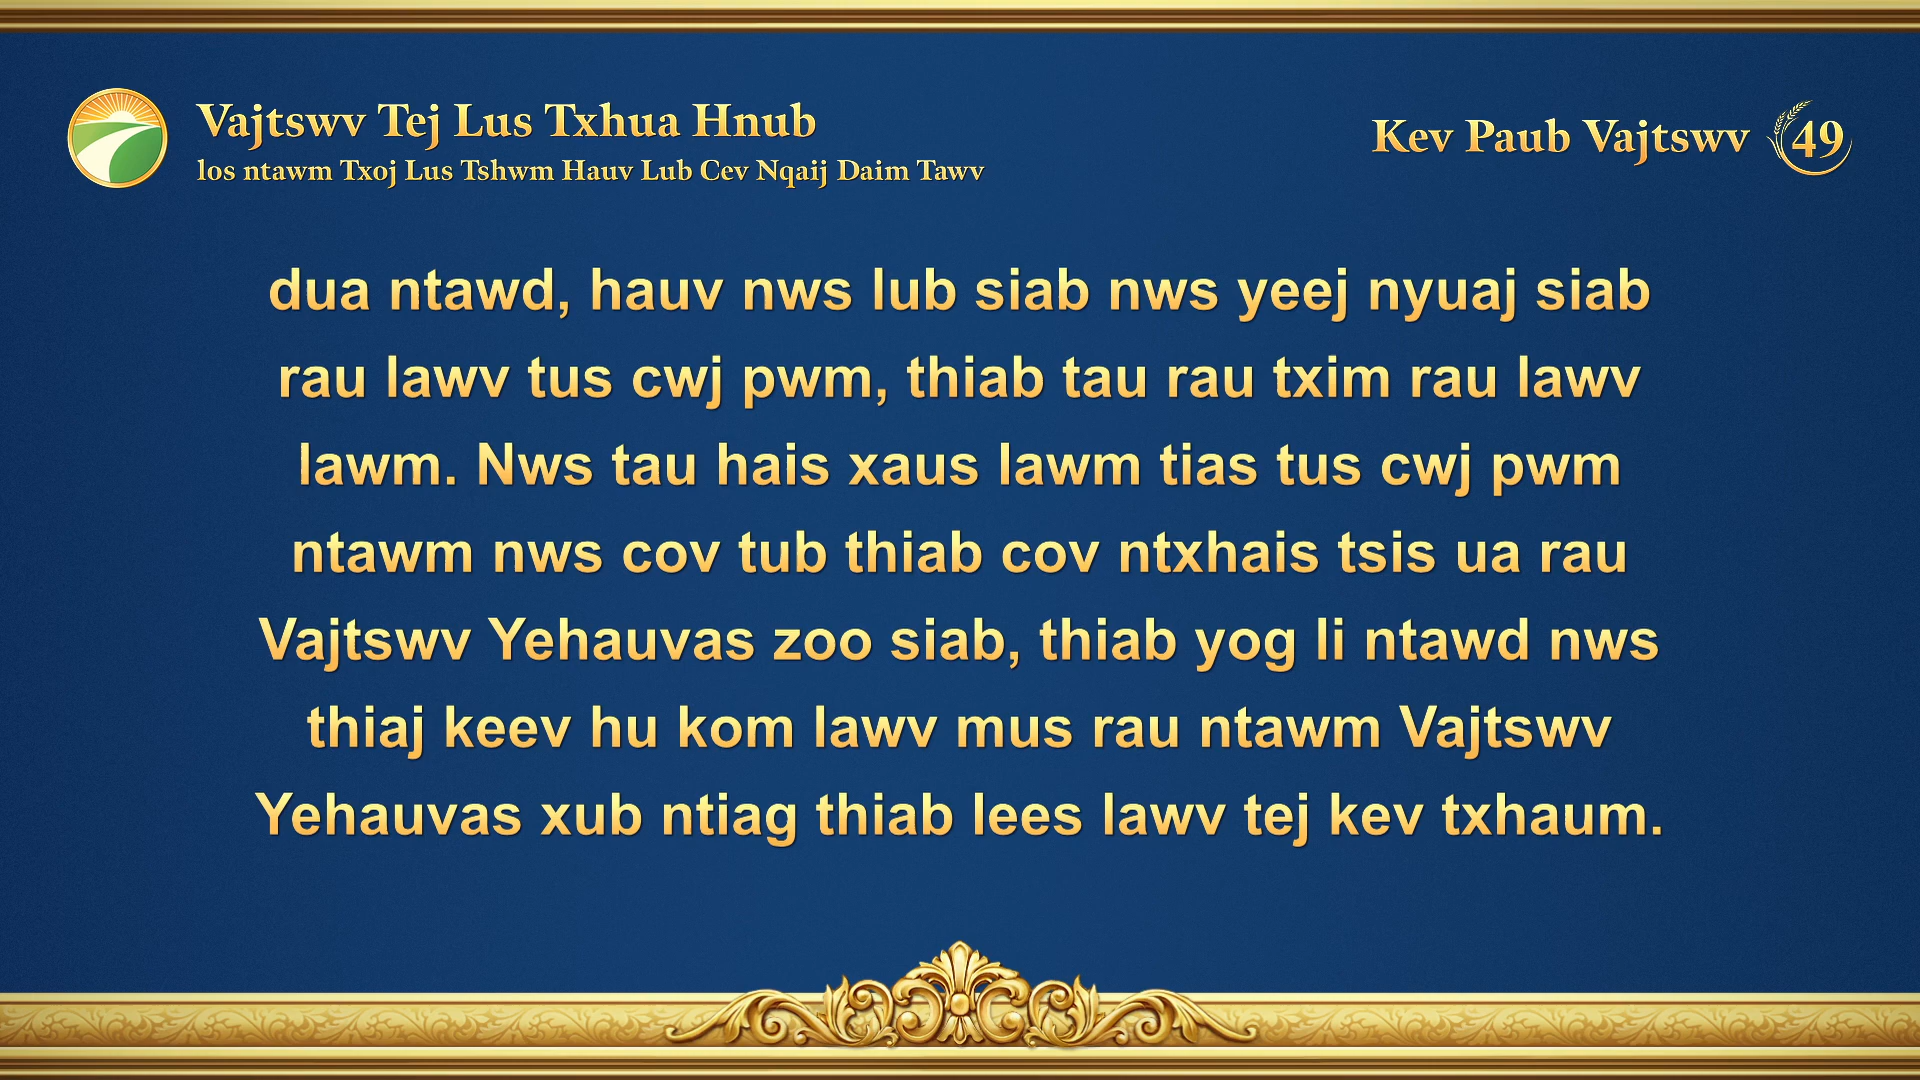 Vajtswv Tej Lus Txhua Hnub
los ntawm Txoj Lus Tshwm Hauv Lub Cev Nqaij Daim Tawv
Kev Paub Vajtswv 49
dua ntawd, hauv nws lub siab nws yeej nyuaj siab
rau lawv tus cwj pwm, thiab tau rau txim rau lawv
lawm. Nws tau hais xaus lawm tias tus cwj pwm
ntawm nws cov tub thiab cov ntxhais tsis ua rau
Vajtswv Yehauvas zoo siab, thiab yog li ntawd nws
thiaj keev hu kom lawv mus rau ntawm Vajtswv
Yehauvas xub ntiag thiab lees lawv tej kev txhaum.